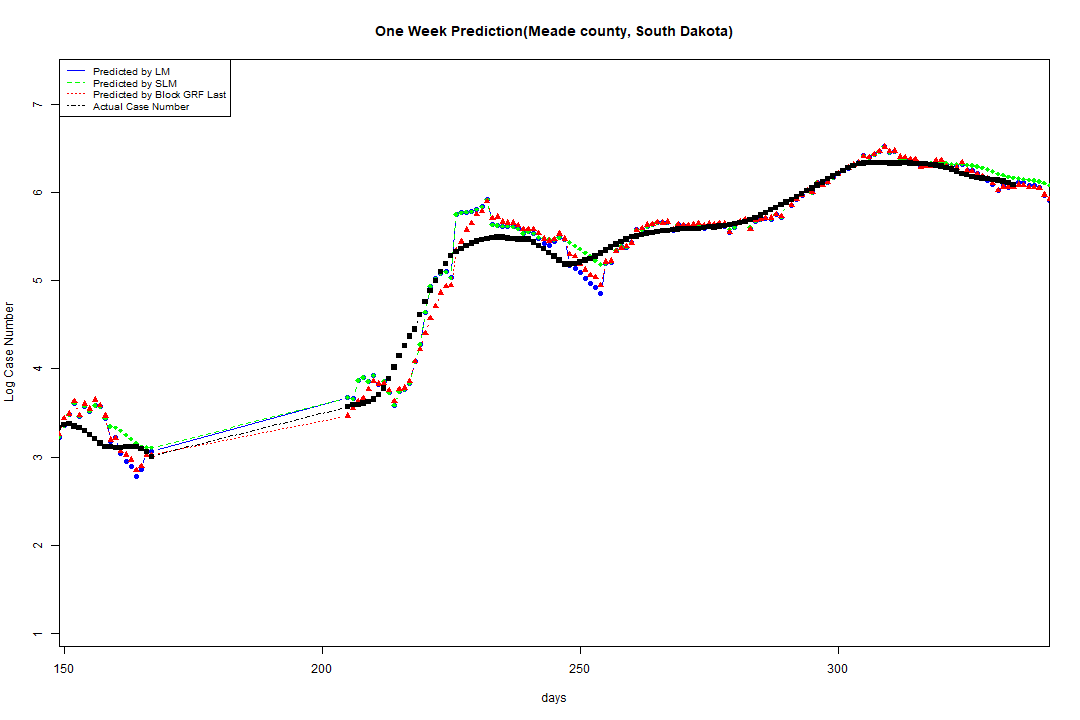 One Week Prediction(Meade county, South Dakota)
Predicted by LM
Predicted by SLM
Predicted by Block GRF Last
Actual Case Number
Log Case Number
7
6
5
4
3
2
1
150 200 250 300
days